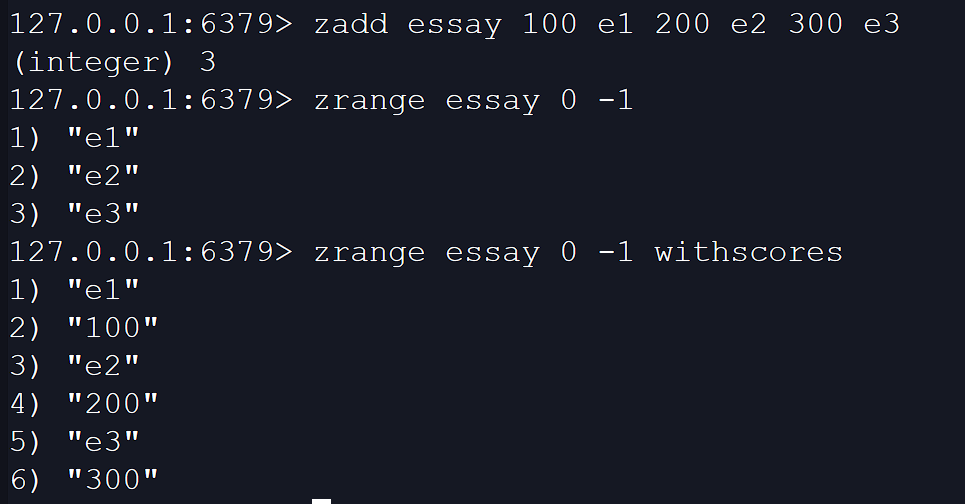 127.0.0.1:6379> zadd essay 100 e1 200 e2 300 e3
(integer) 3
127.0.0.1:6379> zrange essay 0 -1
1) "e1"
2) "e2"
3) "e3"
127.0.0.1:6379> zrange essay 0 -1 withscores
1) "e1"
2) "100"
3) "e2"
4) "200"
5) "e3"
6) "300"